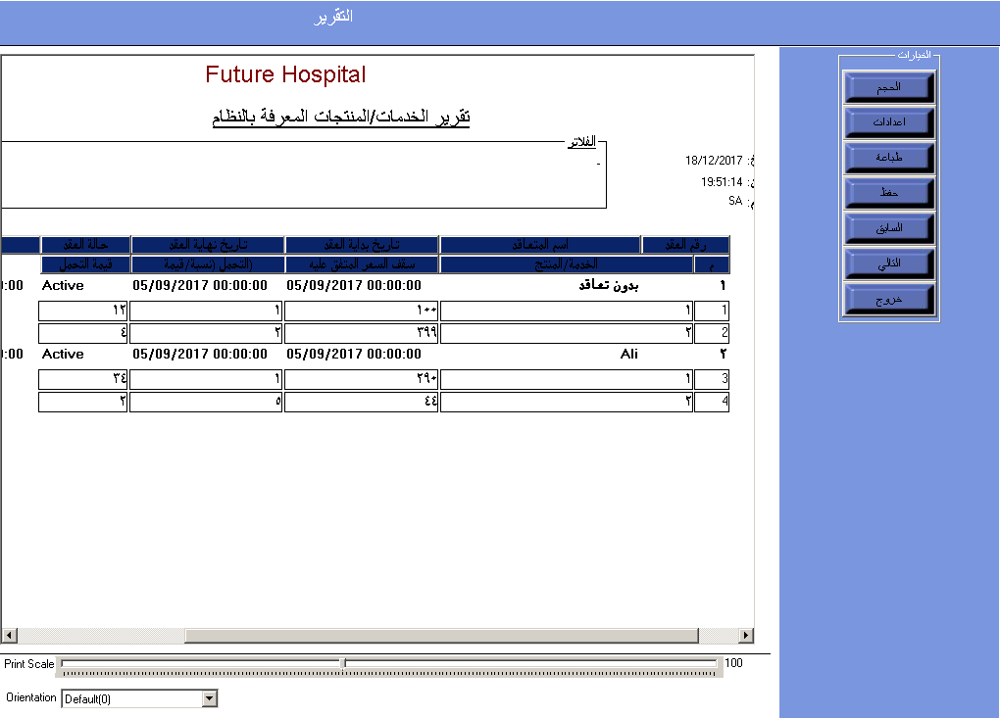 التقرير
Future Hospital
تقرير الخدمات/المنتجات المعرفة بالنظام
الفلاتر
-
18/12/2017 :
19:51:14 :
SA :
رقم العقد اسم المتعاقد تاريخ بداية العقد تاريخ نهاية العقد حالة العقد
م الخدمة/المنتج سقف السعر المتفق عليه التحمل (نسبة/قيمة) قيمة التحمل
١ بدون تعاقد 05/09/2017 00:00:00 05/09/2017 00:00:00 Active :00
1 ١ ١٠٠ ١ ١٢
2 ٢ ٣٩٩ ٢ ٤
٢ Ali 05/09/2017 00:00:00 05/09/2017 00:00:00 Active :00
3 ١ ٢٩٠ ١ ٣٤
4 ٢ ٤٤ ٥ ٢
الخيارات
الحجم
اعدادات
طباعة
حفظ
السابق
التالي
خروج
Print Scale 100
Orientation Default(0)